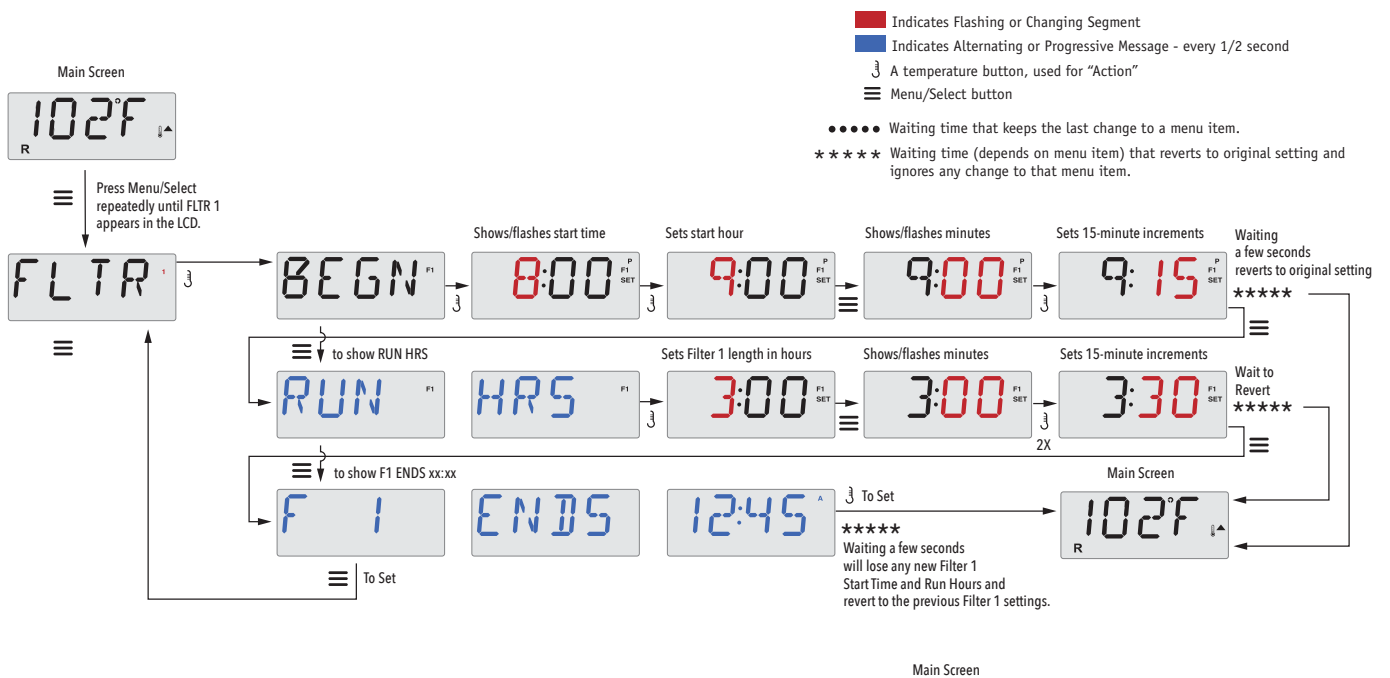 Indicates Flashing or Changing Segment
Indicates Alternating or Progressive Message - every 1/2 second
A temperature button, used for “Action”
Menu/Select button
••••• Waiting time that keeps the last change to a menu item.
***** Waiting time (depends on menu item) that reverts to original setting and
ignores any change to that menu item.
Main Screen
102°F
R
Press Menu/Select
repeatedly until FLTR 1
appears in the LCD.
FLTR 1
BEGN F1
Shows/flashes start time
8:00 P F1 SET
Sets start hour
9:00 P F1 SET
Shows/flashes minutes
9:00 P F1 SET
Sets 15-minute increments
9:15 P F1 SET
Waiting
a few seconds
reverts to original setting
*****
to show RUN HRS
RUN F1
HRS F1
Sets Filter 1 length in hours
3:00 F1 SET
Shows/flashes minutes
3:00 F1 SET
2X
Sets 15-minute increments
3:30 F1 SET
Wait to
Revert
*****
to show F1 ENDS xx:xx
F 1
ENDS
12:45 A
To Set
*****
Waiting a few seconds
will lose any new Filter 1
Start Time and Run Hours and
revert to the previous Filter 1 settings.
Main Screen
102°F
R
To Set
Main Screen